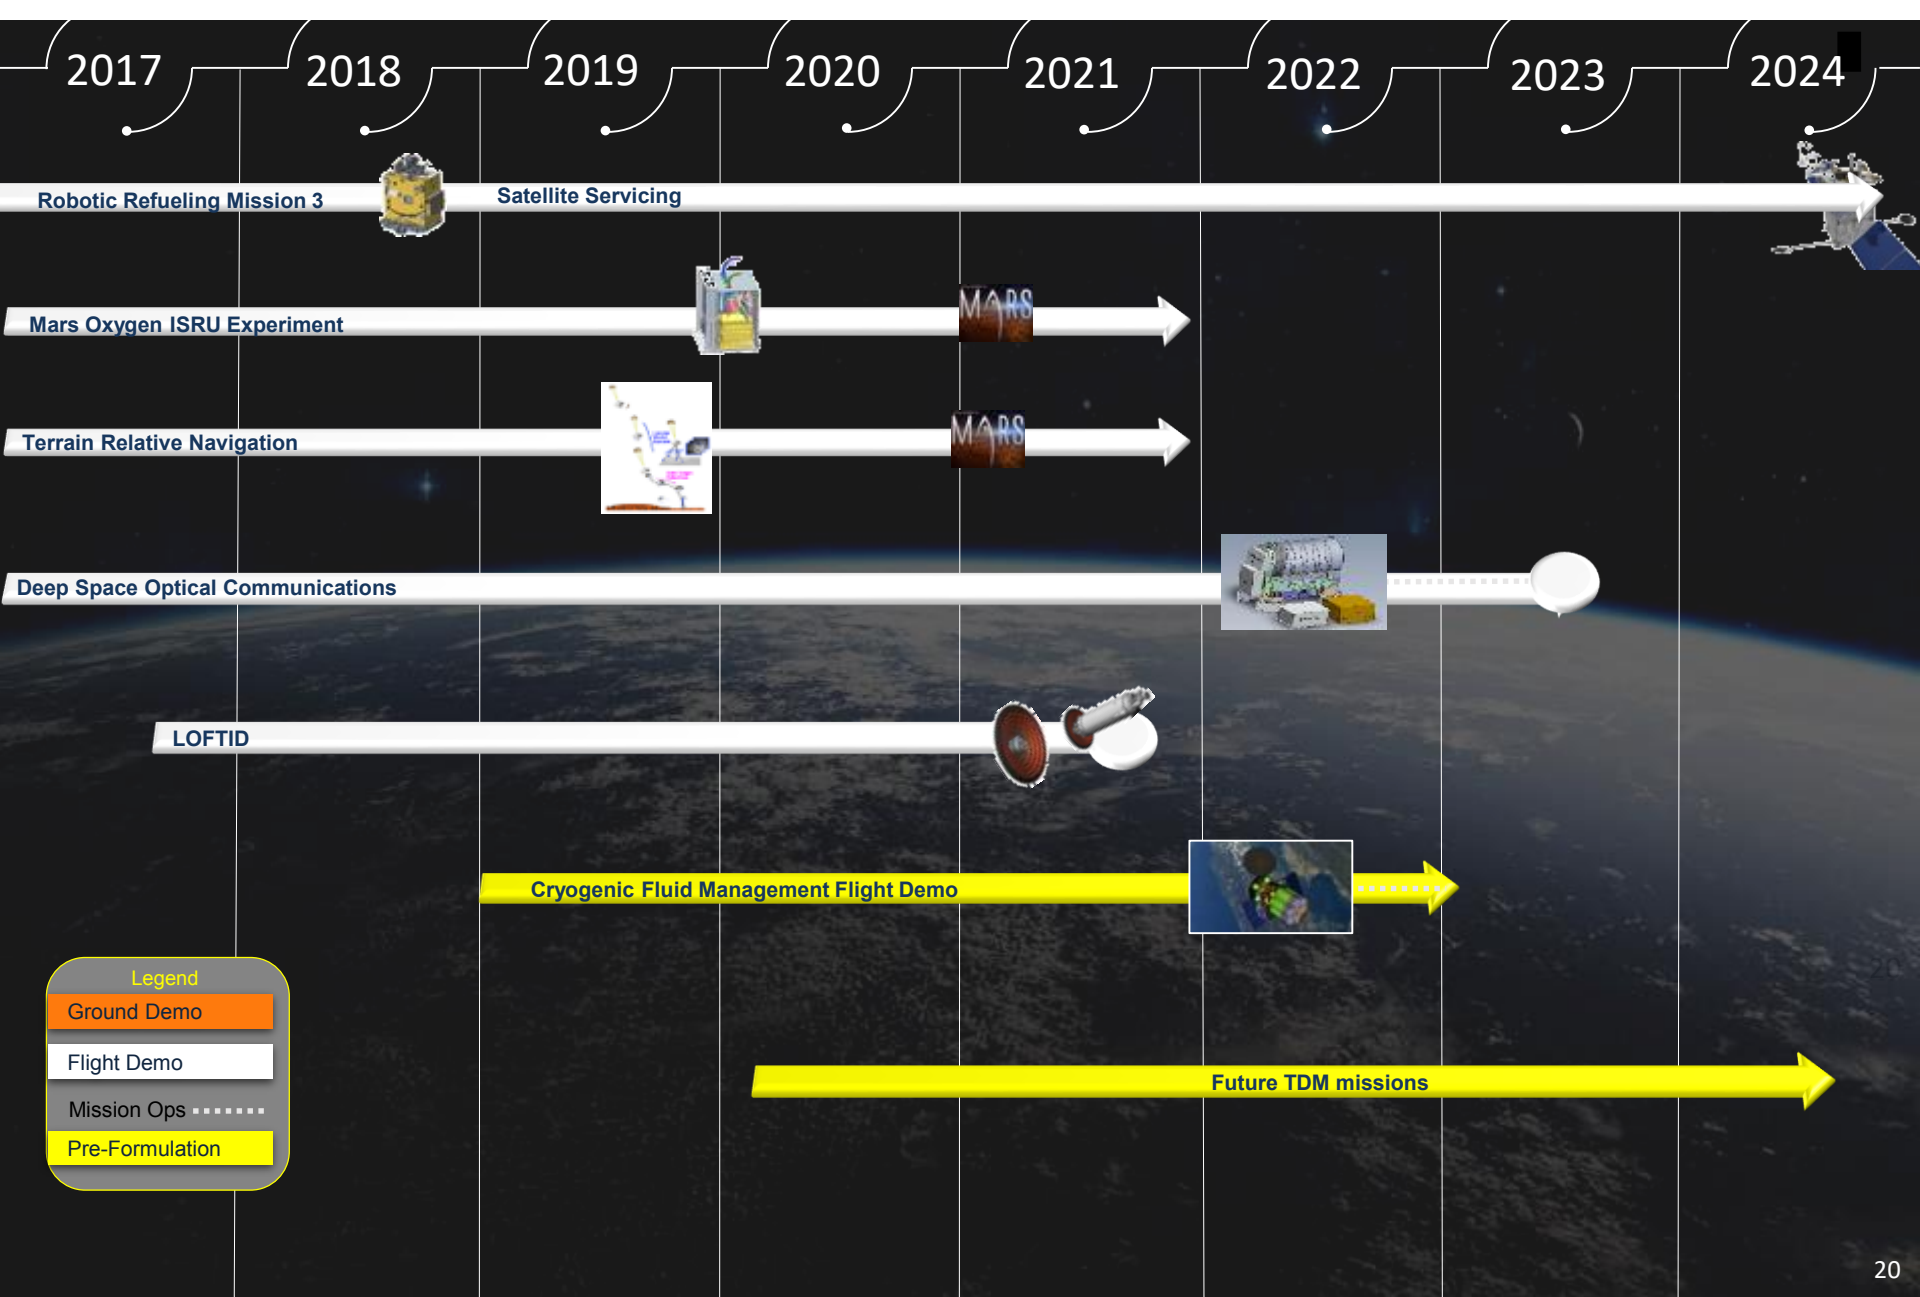 2017
2018
2019
2020
2021
2022
2023
2024
Robotic Refueling Mission 3
Satellite Servicing
Mars Oxygen ISRU Experiment
MARS
Terrain Relative Navigation
MARS
Deep Space Optical Communications
LOFTID
Cryogenic Fluid Management Flight Demo
Legend
Ground Demo
Flight Demo
Mission Ops
Pre-Formulation
Future TDM missions
20
20